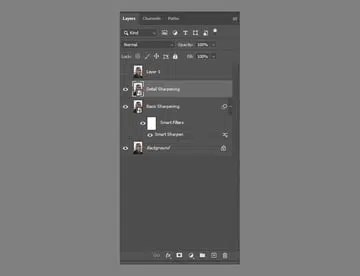 Layers Channels Paths
Kind
Normal Opacity: 100%
Lock: Fill: 100%
Layer 1
Detail Sharpening
Basic Sharpening
Smart Filters
Smart Sharpen
Background
fx